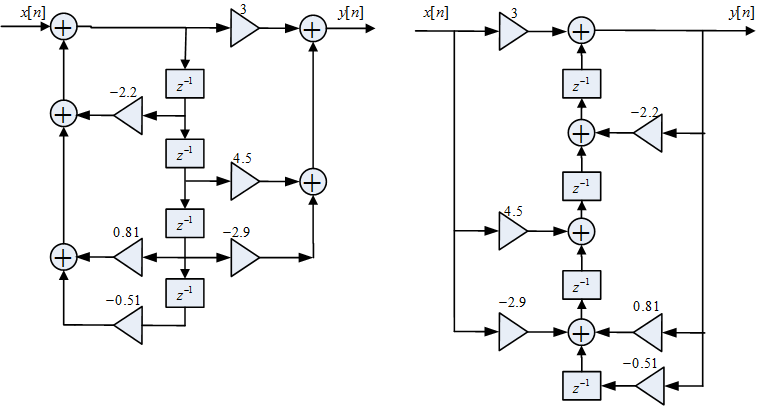 x[n] 3 y[n] x[n] 3 y[n]
z⁻¹ z⁻¹
−2.2 −2.2
z⁻¹ 4.5 z⁻¹
4.5
0.81 z⁻¹ −2.9
z⁻¹
z⁻¹ −2.9 0.81
−0.51
z⁻¹ −0.51